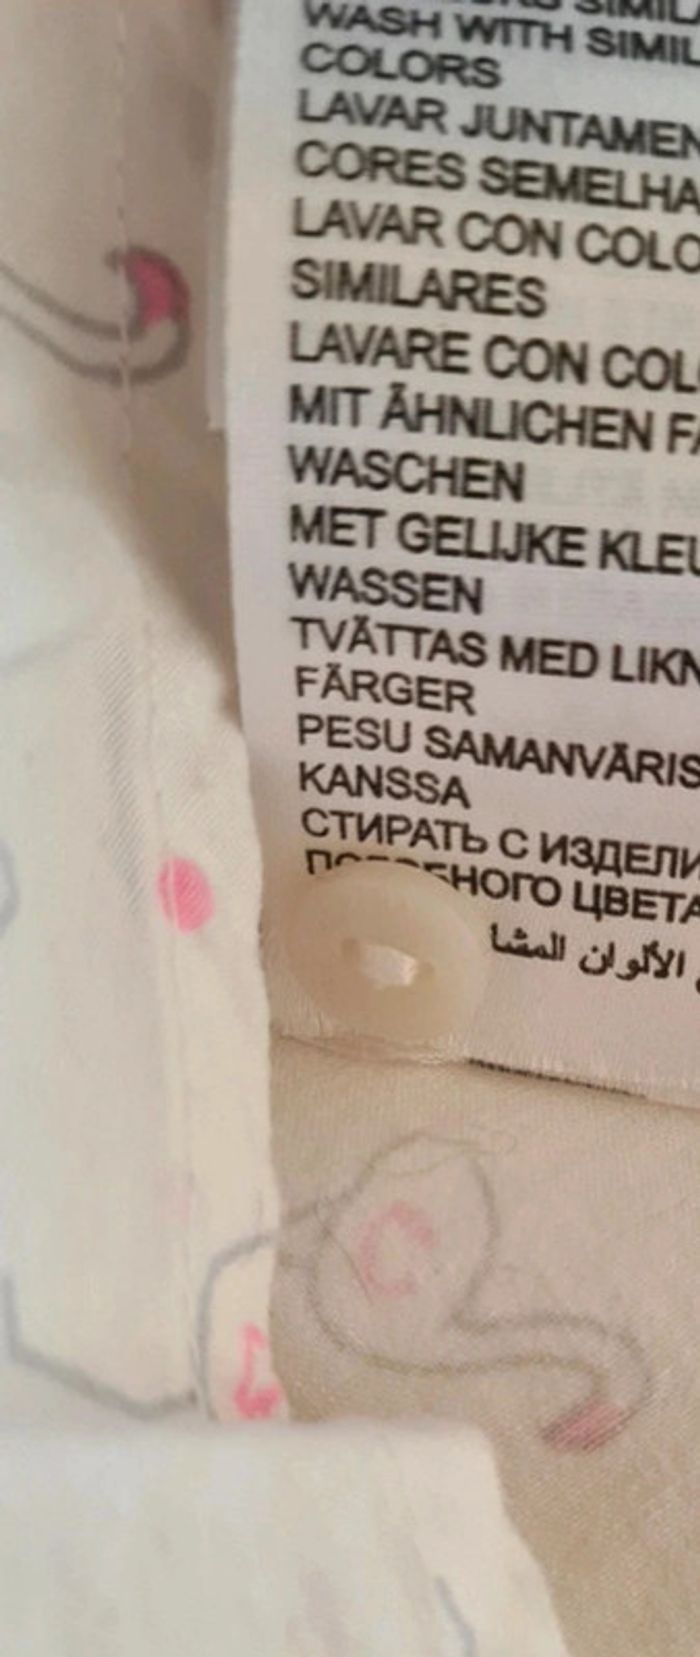 WASH WITH SIMIL
COLORS
LAVAR JUNTAMEN
CORES SEMELHA
LAVAR CON COLO
SIMILARES
LAVARE CON COL
MIT ÄHNLICHEN FA
WASCHEN
MET GELIJKE KLEU
WASSEN
TVÄTTAS MED LIKN
FÄRGER
PESU SAMANVÄRIS
KANSSA
СТИРАТЬ С ИЗДЕЛИ
ЦВЕТА
الألوان المشا